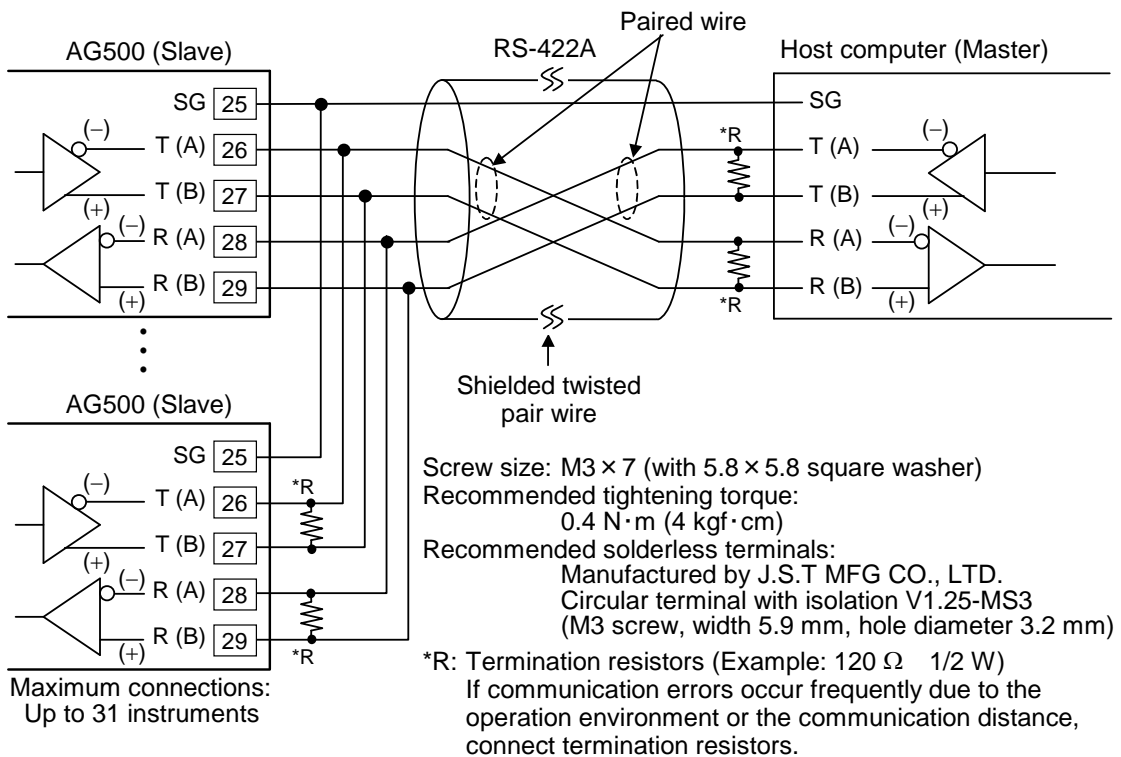 Paired wire
AG500 (Slave)
RS-422A
Host computer (Master)
SG 25
SG
(−) T (A) 26
*R
T (A) (−)
T (B) 27
T (B)
(+)
(+)
(−) R (A) 28
R (A) (−)
R (B) 29
R (B)
(+)
*R
(+)
Shielded twisted
pair wire
AG500 (Slave)
SG 25
(−) T (A) 26
*R
T (B) 27
(+)
(−) R (A) 28
R (B) 29
(+)
*R
Maximum connections:
Up to 31 instruments
Screw size: M3 × 7 (with 5.8 × 5.8 square washer)
Recommended tightening torque:
0.4 N·m (4 kgf·cm)
Recommended solderless terminals:
Manufactured by J.S.T MFG CO., LTD.
Circular terminal with isolation V1.25-MS3
(M3 screw, width 5.9 mm, hole diameter 3.2 mm)
*R: Termination resistors (Example: 120 Ω 1/2 W)
If communication errors occur frequently due to the
operation environment or the communication distance,
connect termination resistors.